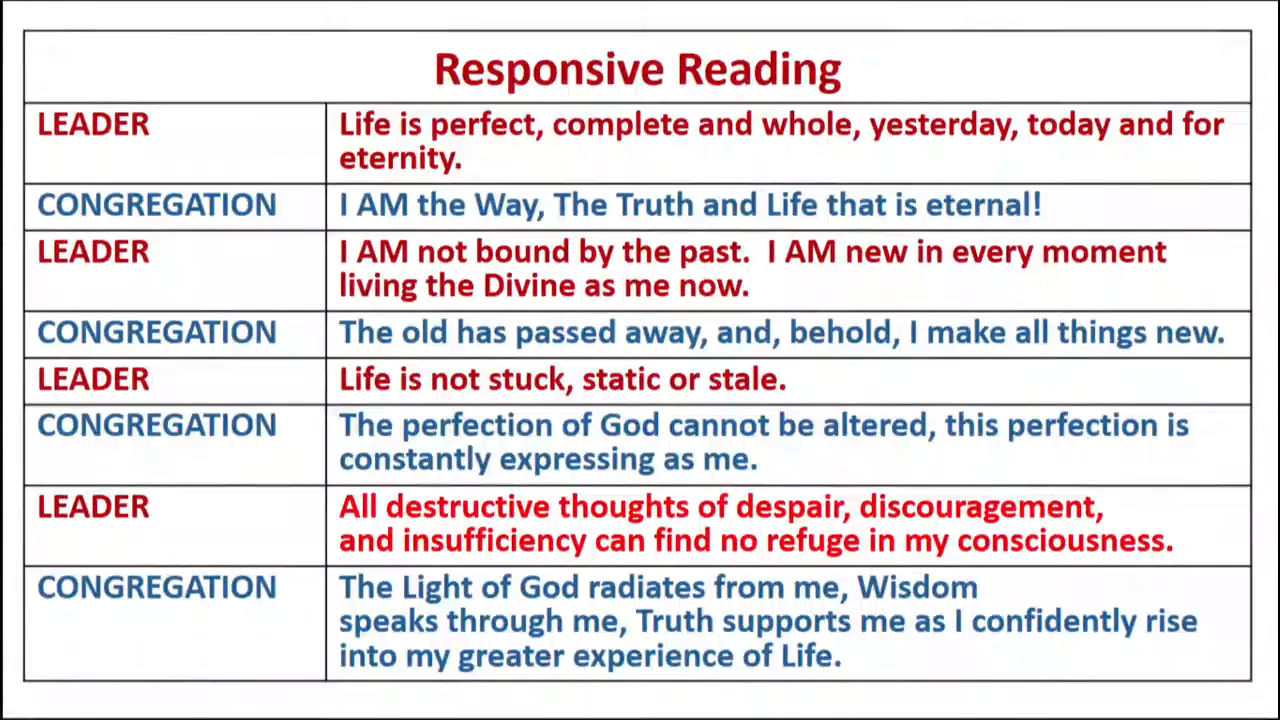 Responsive Reading
LEADER Life is perfect, complete and whole, yesterday, today and for
eternity.
CONGREGATION I AM the Way, The Truth and Life that is eternal!
LEADER I AM not bound by the past.  I AM new in every moment
living the Divine as me now.
CONGREGATION The old has passed away, and, behold, I make all things new.
LEADER Life is not stuck, static or stale.
CONGREGATION The perfection of God cannot be altered, this perfection is
constantly expressing as me.
LEADER All destructive thoughts of despair, discouragement,
and insufficiency can find no refuge in my consciousness.
CONGREGATION The Light of God radiates from me, Wisdom
speaks through me, Truth supports me as I confidently rise
into my greater experience of Life.